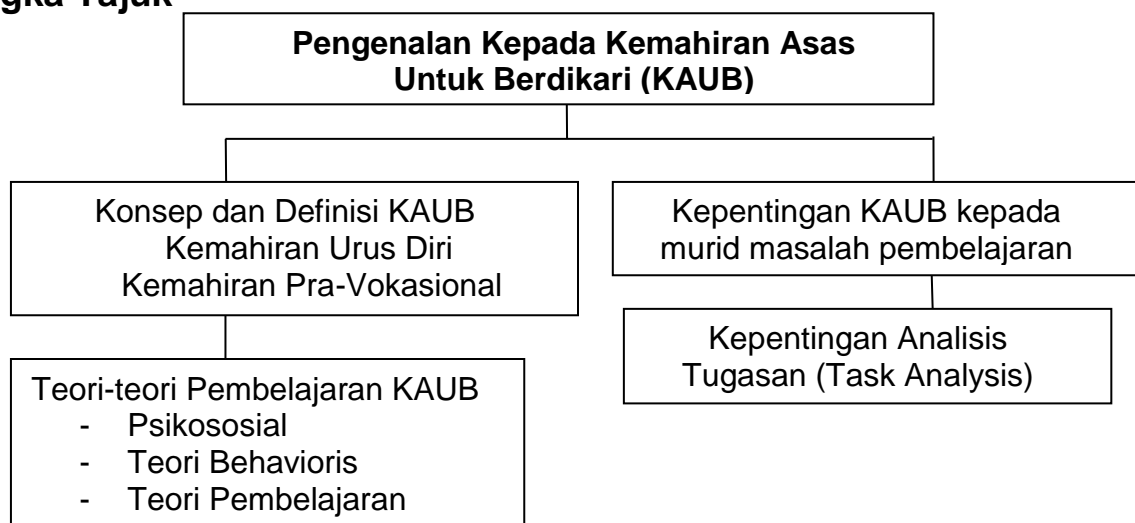 Pengenalan Kepada Kemahiran Asas
Untuk Berdikari (KAUB)
Konsep dan Definisi KAUB
Kemahiran Urus Diri
Kemahiran Pra-Vokasional
Kepentingan KAUB kepada
murid masalah pembelajaran
Teori-teori Pembelajaran KAUB
- Psikososial
- Teori Behavioris
- Teori Pembelajaran
Kepentingan Analisis
Tugasan (Task Analysis)